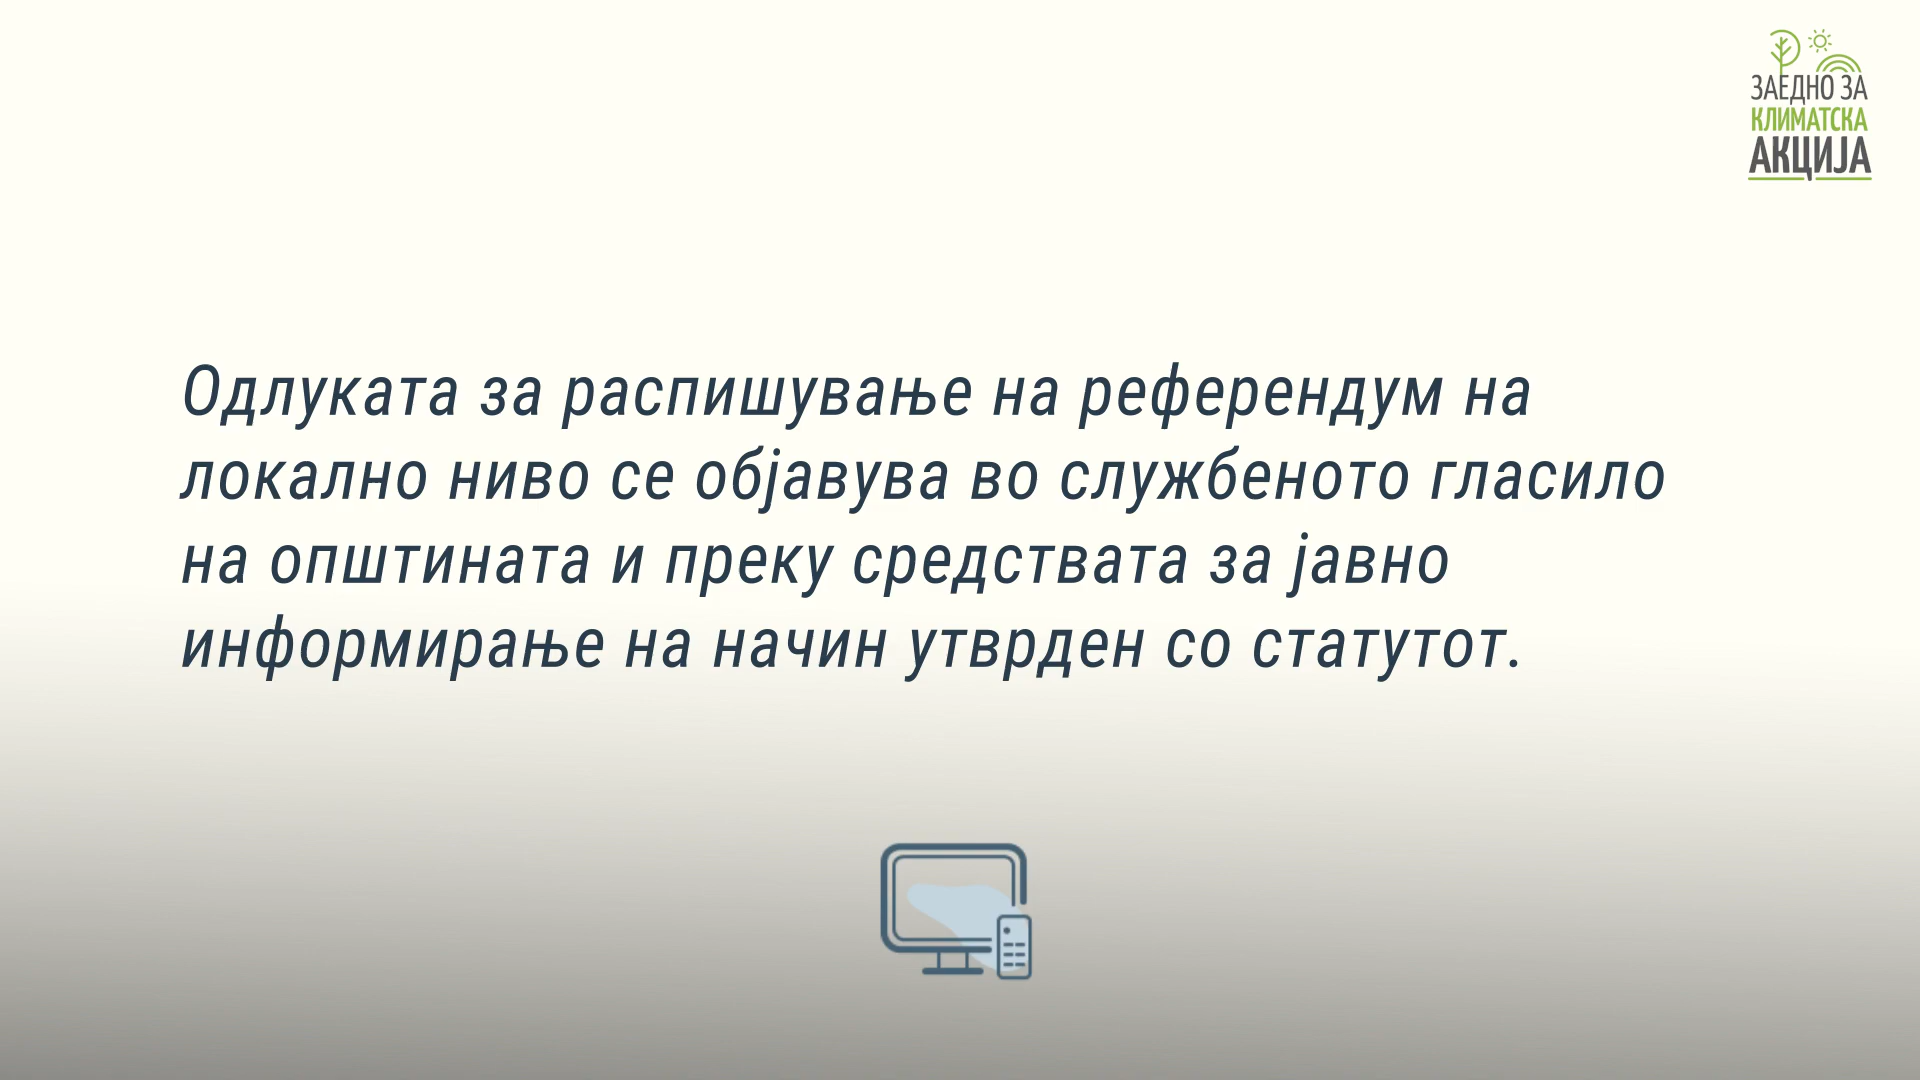 ЗАЕДНО ЗА
КЛИМАТСКА
АКЦИЈА
Одлуката за распишување на референдум на
локално ниво се објавува во службеното гласило
на општината и преку средствата за јавно
информирање на начин утврден со статутот.